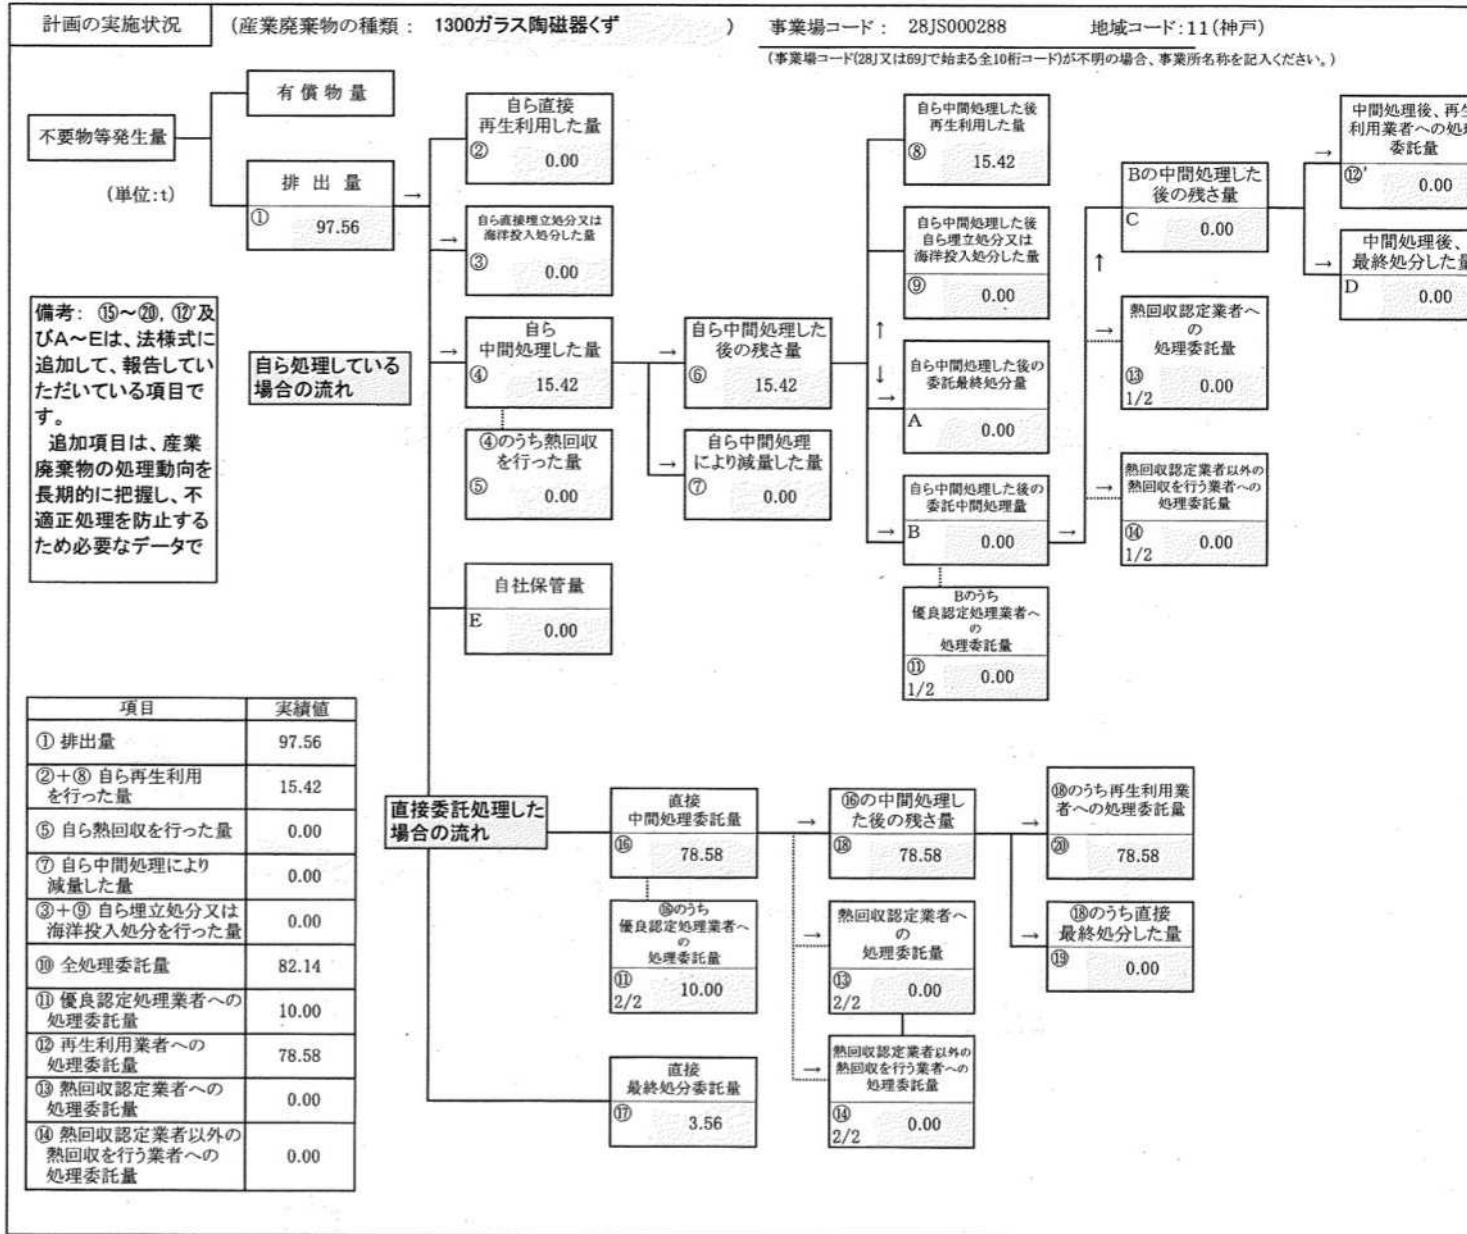 計画の実施状況
(産業廃棄物の種類： 1300ガラス陶磁器くず )
事業場コード： 28JS000288
地域コード：11(神戸)
(事業場コード(28J又は69Jで始まる全10桁コード)が不明の場合、事業所名称を記入ください。)
不要物等発生量
(単位：t)
有償物量
排出量
① 97.56
→
自ら直接
再生利用した量
② 0.00
→
自ら直接埋立処分又は
海洋投入処分した量
③ 0.00
備考： ⑮～⑳，⑫'及
びA～Eは、法様式に
追加して、報告してい
ただいている項目で
す。
追加項目は、産業
廃棄物の処理動向を
長期的に把握し、不
適正処理を防止する
ため必要なデータで
自ら処理している
場合の流れ
→
自ら
中間処理した量
④ 15.42
④のうち熱回収
を行った量
⑤ 0.00
自社保管量
E 0.00
→
自ら中間処理した
後の残さ量
⑥ 15.42
→
自ら中間処理
により減量した量
⑦ 0.00
自ら中間処理した後
再生利用した量
⑧ 15.42
自ら中間処理した後
自ら埋立処分又は
海洋投入処分した量
⑨ 0.00
↑
↓
→
自ら中間処理した後の
委託最終処分量
A 0.00
→
自ら中間処理した後の
委託中間処理量
B 0.00
Bのうち
優良認定処理業者へ
の
処理委託量
⑪
1/2 0.00
→
↑
Bの中間処理した
後の残さ量
C 0.00
→
熱回収認定業者へ
の
処理委託量
⑬
1/2 0.00
→
熱回収認定業者以外の
熱回収を行う業者への
処理委託量
⑭
1/2 0.00
→
中間処理後、再生
利用業者への処理
委託量
⑫' 0.00
→
中間処理後、
最終処分した量
D 0.00
項目 実績値
① 排出量 97.56
②+⑧ 自ら再生利用
を行った量 15.42
⑤ 自ら熱回収を行った量 0.00
⑦ 自ら中間処理により
減量した量 0.00
③+⑨ 自ら埋立処分又は
海洋投入処分を行った量 0.00
⑩ 全処理委託量 82.14
⑪ 優良認定処理業者への
処理委託量 10.00
⑫ 再生利用業者への
処理委託量 78.58
⑬ 熱回収認定業者への
処理委託量 0.00
⑭ 熱回収認定業者以外の
熱回収を行う業者への
処理委託量 0.00
直接委託処理した
場合の流れ
直接
中間処理委託量
⑯ 78.58
⑯のうち
優良認定処理業者へ
の
処理委託量
⑪
2/2 10.00
直接
最終処分委託量
⑰ 3.56
→
⑯の中間処理し
た後の残さ量
⑱ 78.58
→
熱回収認定業者へ
の
処理委託量
⑬
2/2 0.00
→
熱回収認定業者以外の
熱回収を行う業者への
処理委託量
⑭
2/2 0.00
→
⑱のうち再生利用業
者への処理委託量
⑳ 78.58
→
⑱のうち直接
最終処分した量
⑲ 0.00